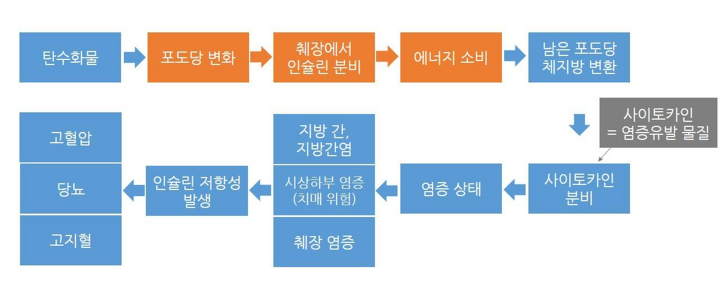 탄수화물
포도당 변화
췌장에서
인슐린 분비
에너지 소비
남은 포도당
체지방 변환
사이토카인
= 염증유발 물질
사이토카인
분비
염증 상태
지방 간,
지방간염
시상하부 염증
(치매 위험)
췌장 염증
인슐린 저항성
발생
고혈압
당뇨
고지혈